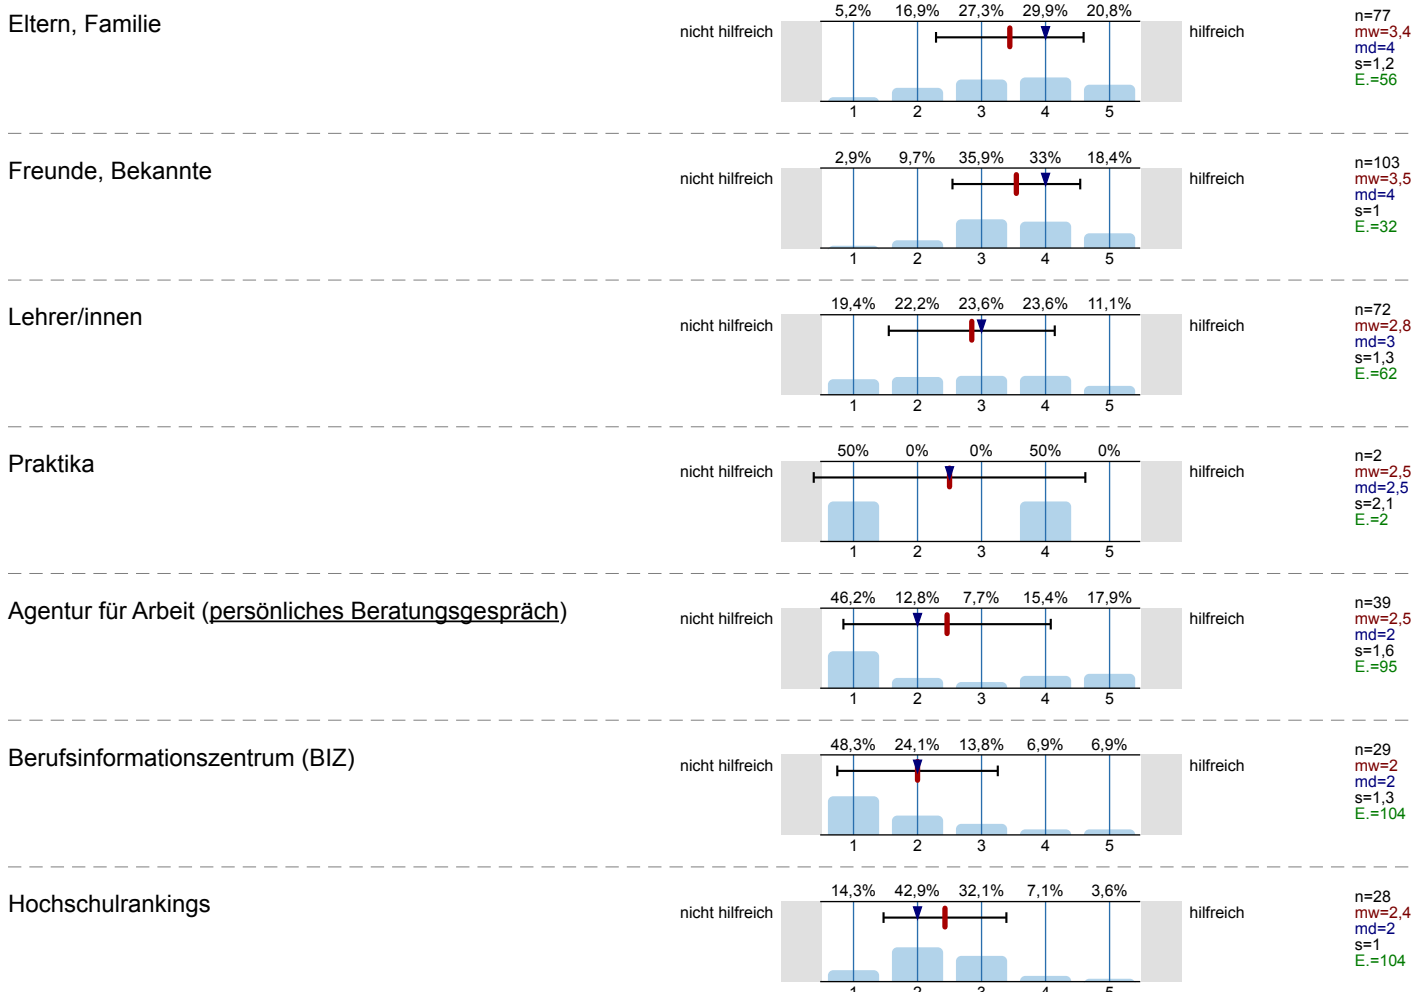 Eltern, Familie
5,2% 16,9% 27,3% 29,9% 20,8%
nicht hilfreich
hilfreich
1 2 3 4 5
n=77
mw=3,4
md=4
s=1,2
E.=56
Freunde, Bekannte
2,9% 9,7% 35,9% 33% 18,4%
nicht hilfreich
hilfreich
1 2 3 4 5
n=103
mw=3,5
md=4
s=1
E.=32
Lehrer/innen
19,4% 22,2% 23,6% 23,6% 11,1%
nicht hilfreich
hilfreich
1 2 3 4 5
n=72
mw=2,8
md=3
s=1,3
E.=62
Praktika
50% 0% 0% 50% 0%
nicht hilfreich
hilfreich
1 2 3 4 5
n=2
mw=2,5
md=2,5
s=2,1
E.=2
Agentur für Arbeit (persönliches Beratungsgespräch)
46,2% 12,8% 7,7% 15,4% 17,9%
nicht hilfreich
hilfreich
1 2 3 4 5
n=39
mw=2,5
md=2
s=1,6
E.=95
Berufsinformationszentrum (BIZ)
48,3% 24,1% 13,8% 6,9% 6,9%
nicht hilfreich
hilfreich
1 2 3 4 5
n=29
mw=2
md=2
s=1,3
E.=104
Hochschulrankings
14,3% 42,9% 32,1% 7,1% 3,6%
nicht hilfreich
hilfreich
1 2 3 4 5
n=28
mw=2,4
md=2
s=1
E.=104